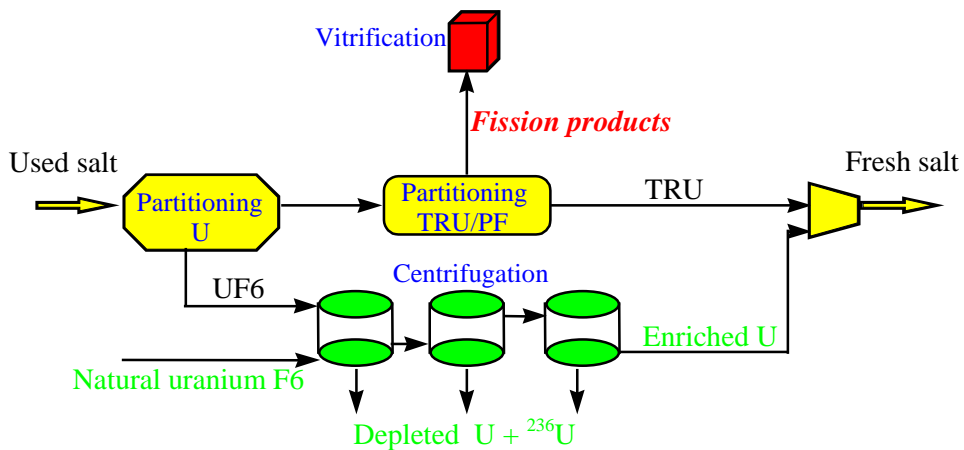 Vitrification
Fission products
Used salt
Fresh salt
Partitioning
U
Partitioning
TRU/PF
TRU
Centrifugation
UF6
Enriched U
Natural uranium F6
Depleted U + ²³⁶U